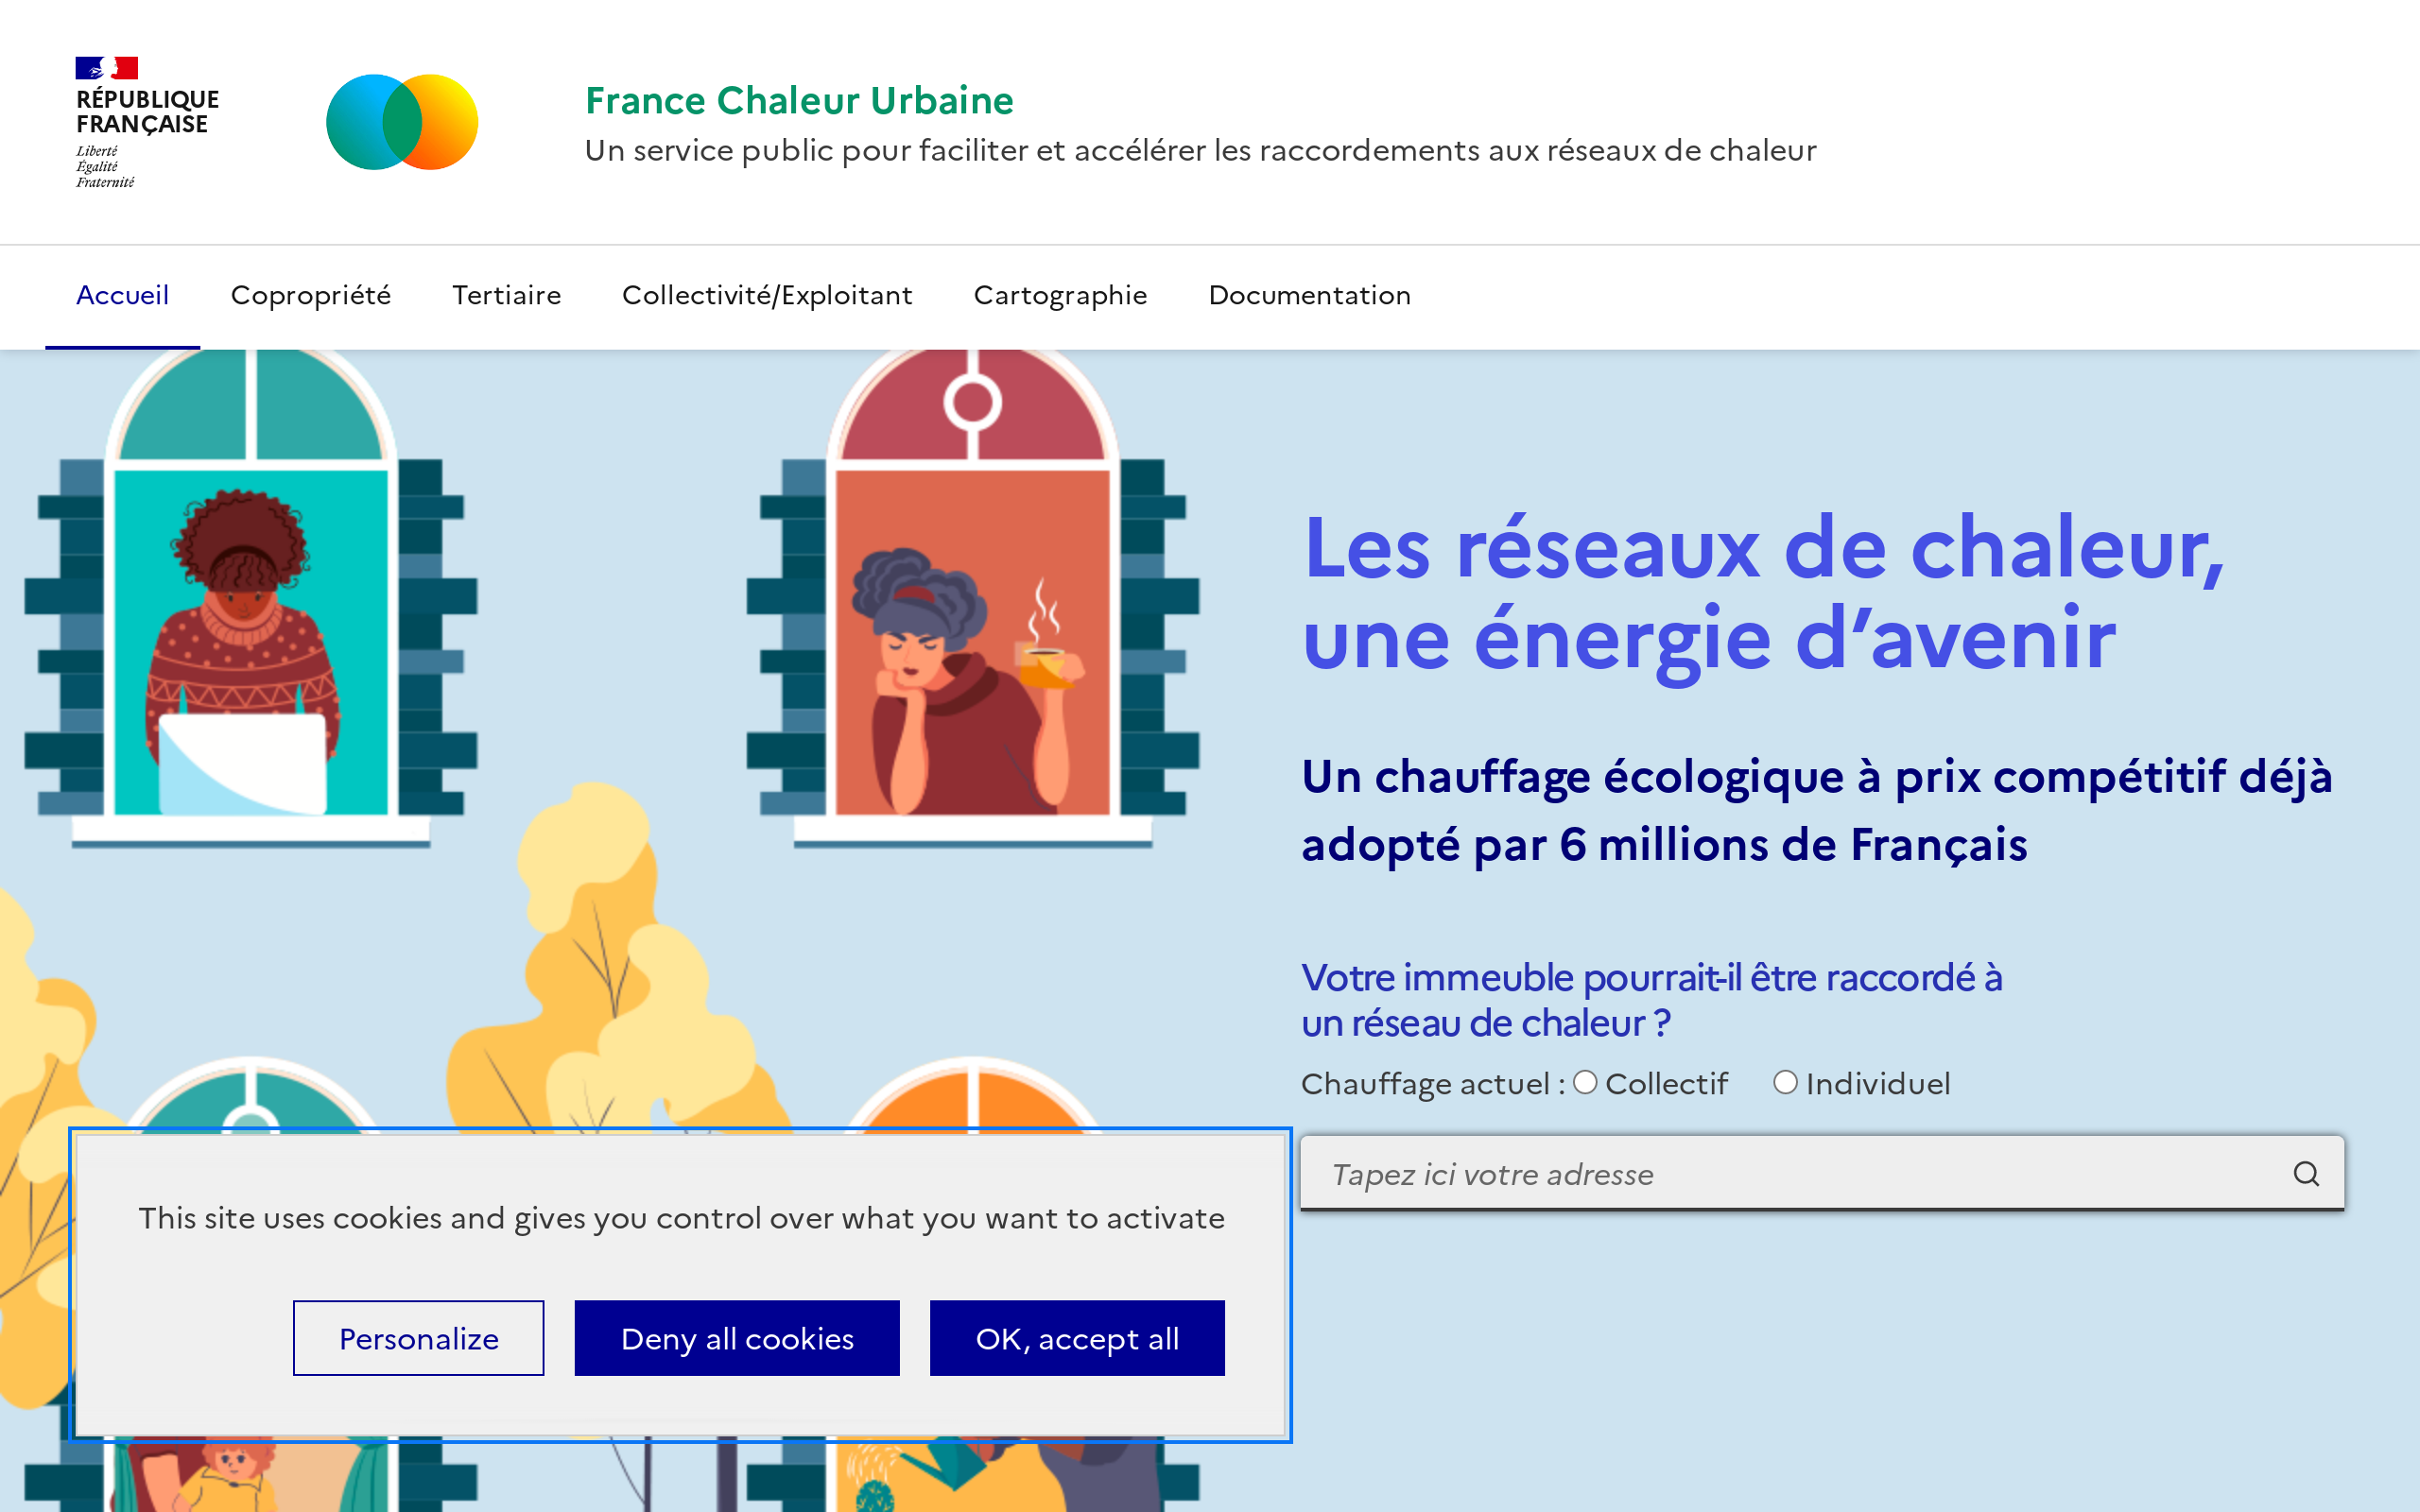 RÉPUBLIQUE
FRANÇAISE
Liberté
Égalité
Fraternité
France Chaleur Urbaine
Un service public pour faciliter et accélérer les raccordements aux réseaux de chaleur
Accueil Copropriété Tertiaire Collectivité/Exploitant Cartographie Documentation
Les réseaux de chaleur,
une énergie d’avenir
Un chauffage écologique à prix compétitif déjà
adopté par 6 millions de Français
Votre immeuble pourrait-il être raccordé à
un réseau de chaleur ?
Chauffage actuel : Collectif Individuel
Tapez ici votre adresse
This site uses cookies and gives you control over what you want to activate
Personalize Deny all cookies OK, accept all